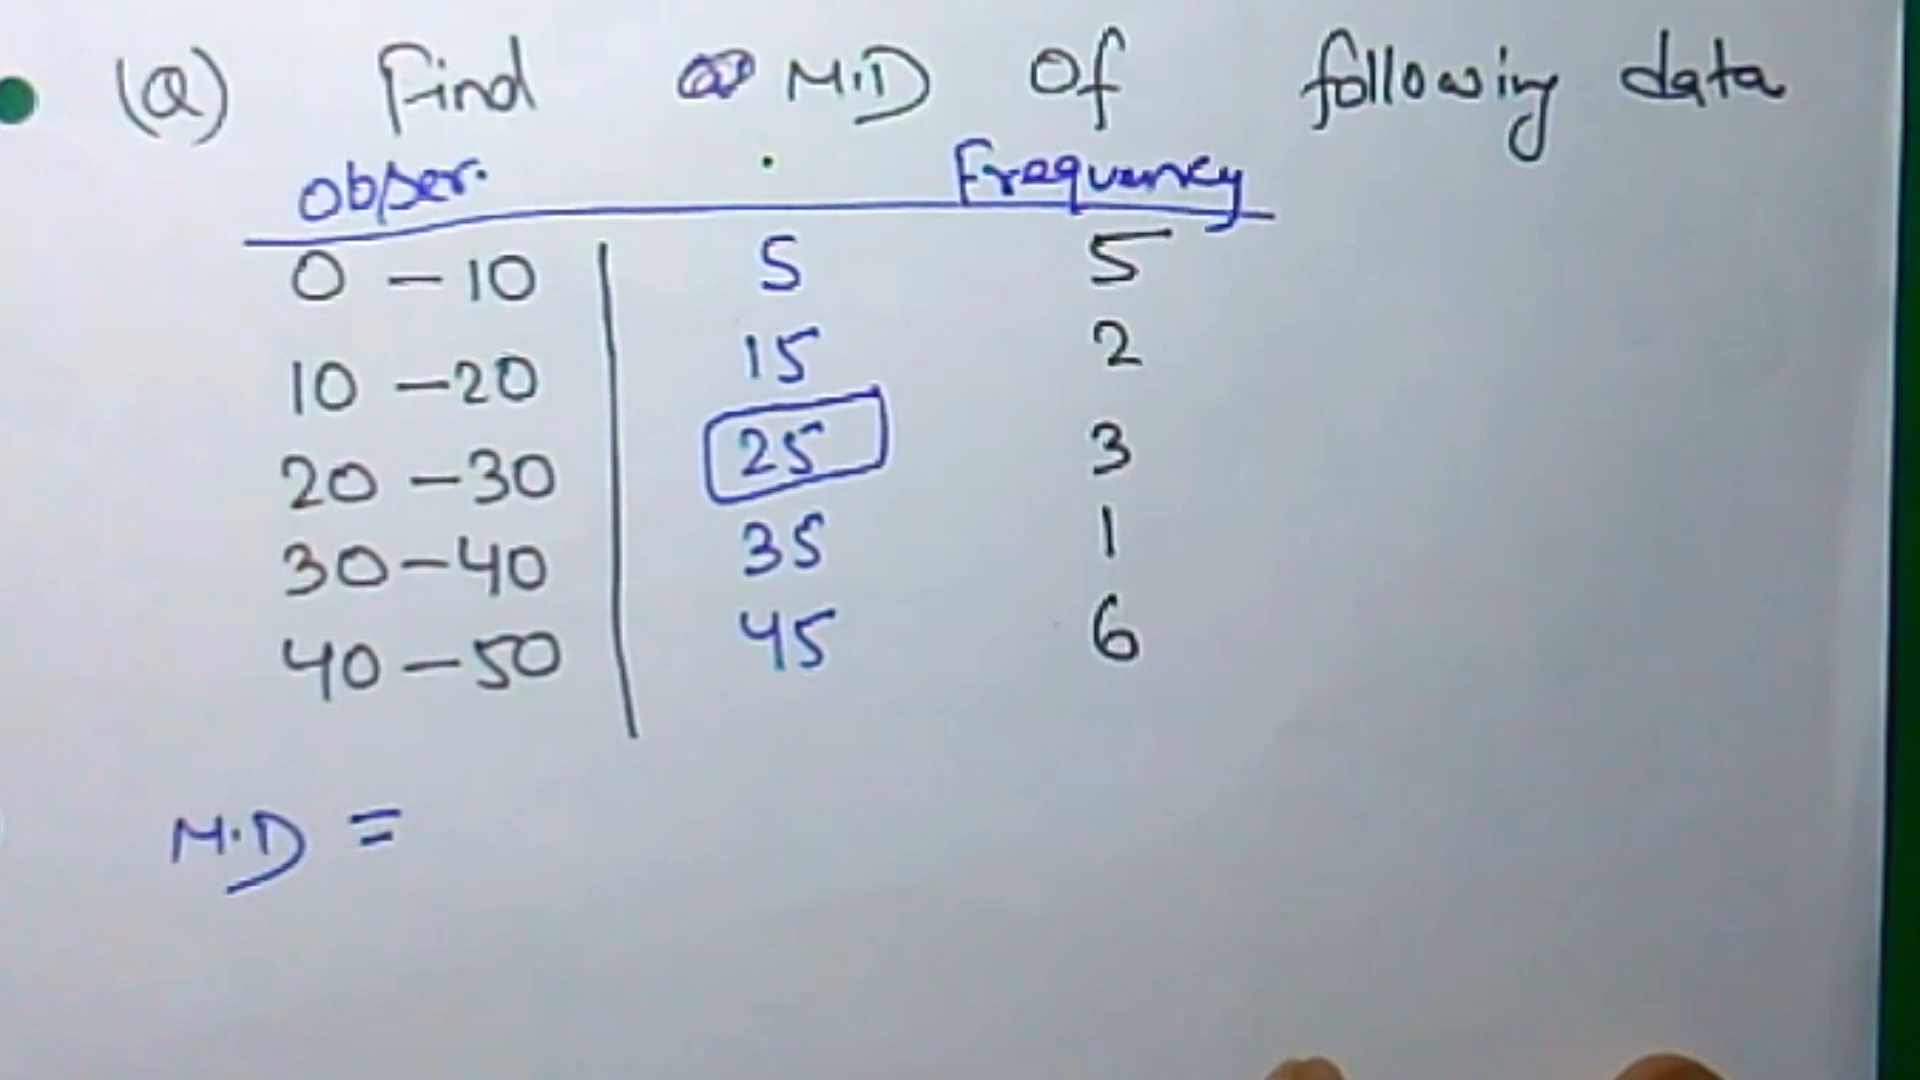 (Q) Find M.D of following data
obser. Frequency
0 - 10 5 5
10 - 20 15 2
20 - 30 25 3
30 - 40 35 1
40 - 50 45 6
M.D =